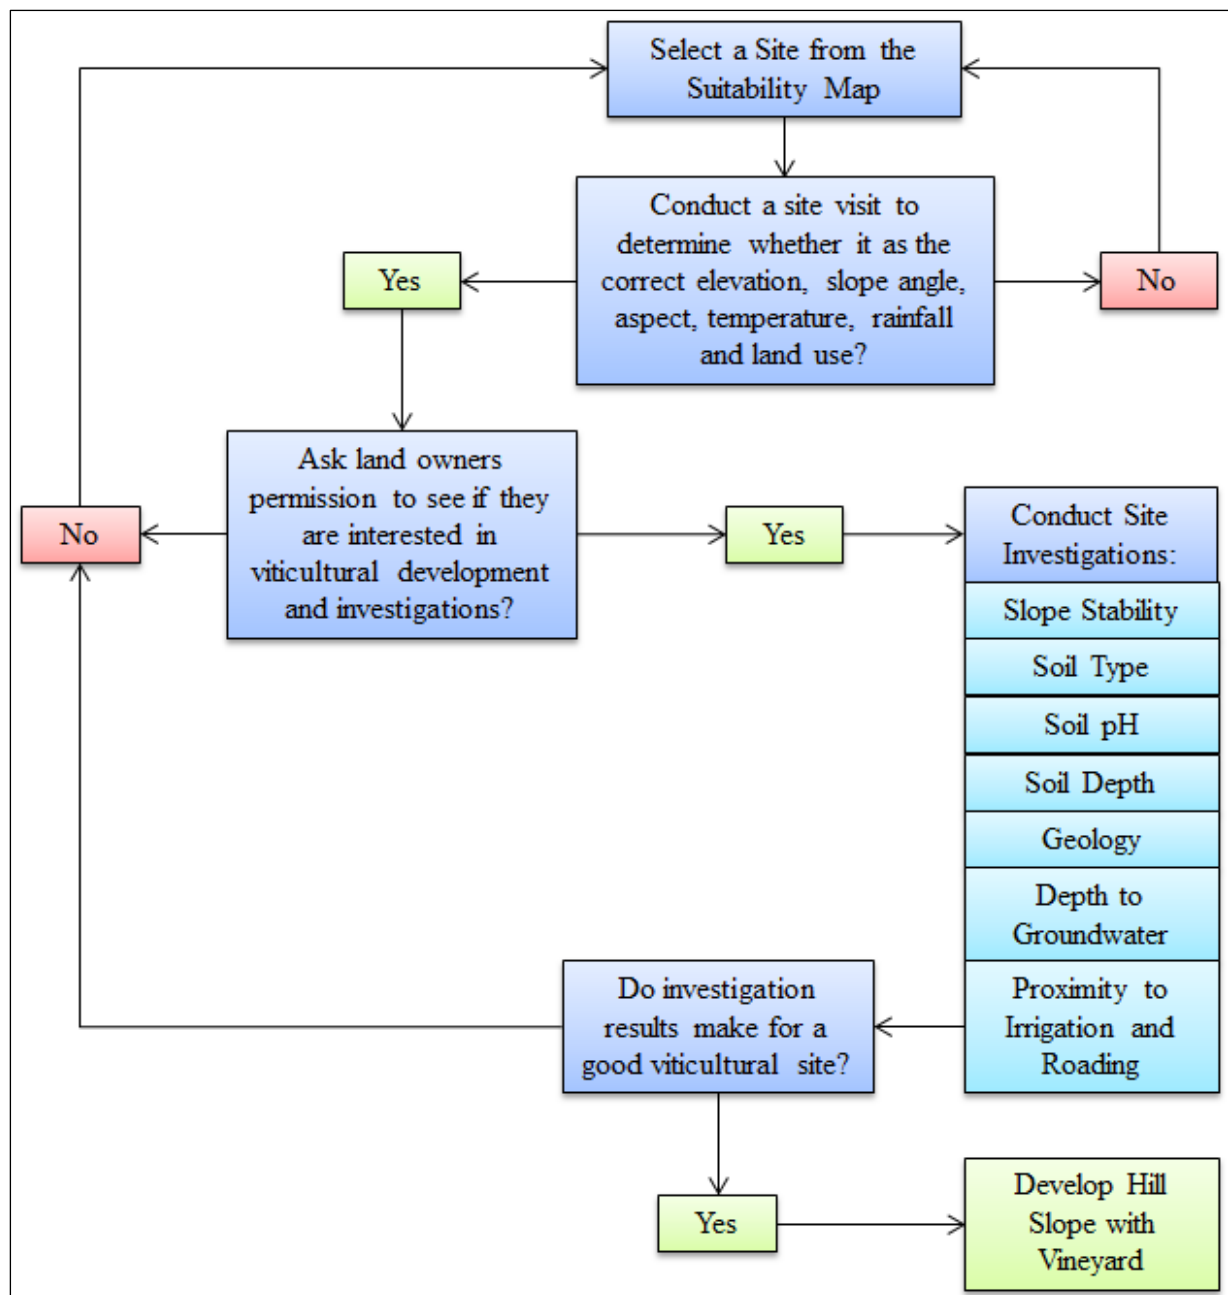 Select a Site from the
Suitability Map
Conduct a site visit to
determine whether it as the
correct elevation, slope angle,
aspect, temperature, rainfall
and land use?
Yes
No
Ask land owners
permission to see if they
are interested in
viticultural development
and investigations?
No
Yes
Conduct Site
Investigations:
Slope Stability
Soil Type
Soil pH
Soil Depth
Geology
Depth to
Groundwater
Proximity to
Irrigation and
Roading
Do investigation
results make for a
good viticultural site?
Yes
Develop Hill
Slope with
Vineyard